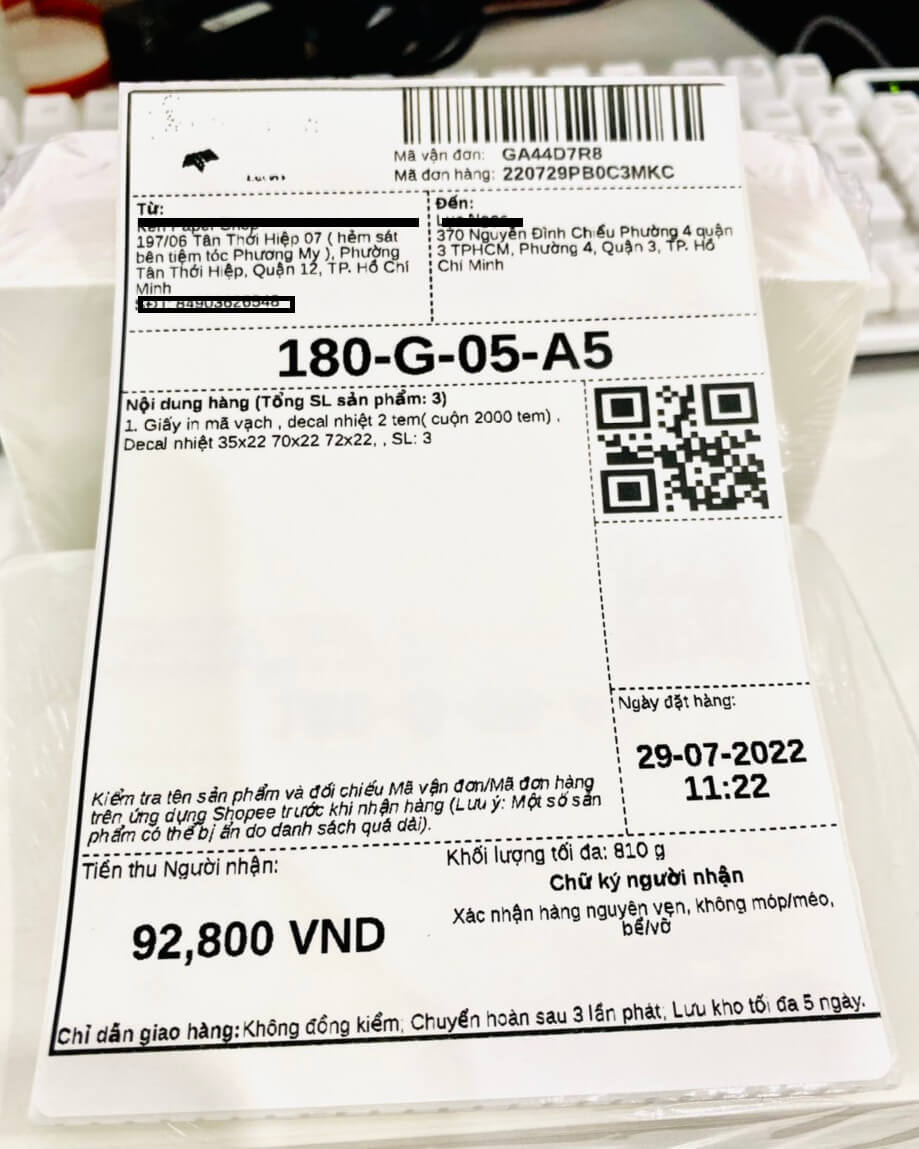 Mã vận đơn: GA44D7R8
Mã đơn hàng: 220729PB0C3MKC
Từ:
197/06 Tân Thới Hiệp 07 ( hẻm sát
bên tiệm tóc Phương My ), Phường
Tân Thới Hiệp, Quận 12, TP. Hồ Chí
Minh
Đến:
370 Nguyễn Đình Chiểu Phường 4 quận
3 TPHCM, Phường 4, Quận 3, TP. Hồ
Chí Minh
180-G-05-A5
Nội dung hàng (Tổng SL sản phẩm: 3)
1. Giấy in mã vạch , decal nhiệt 2 tem( cuộn 2000 tem) .
Decal nhiệt 35x22 70x22 72x22, , SL: 3
Ngày đặt hàng:
29-07-2022
11:22
Kiểm tra tên sản phẩm và đối chiếu Mã vận đơn/Mã đơn hàng
trên ứng dụng Shopee trước khi nhận hàng (Lưu ý: Một số sản
phẩm có thể bị ẩn do danh sách quá dài).
Tiền thu Người nhận:
92,800 VND
Khối lượng tối đa: 810 g
Chữ ký người nhận
Xác nhận hàng nguyên vẹn, không móp/méo,
bể/vỡ
Chỉ dẫn giao hàng: Không đồng kiểm; Chuyển hoàn sau 3 lần phát; Lưu kho tối đa 5 ngày.